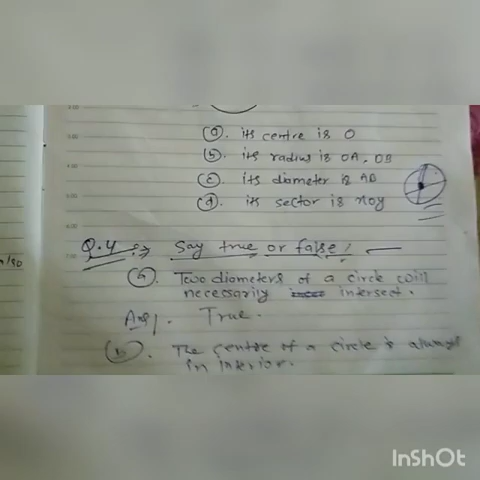 (a). its centre is O
(b). its radius is OA, OB
(c). its diameter is AB
(d). its sector is xoy
Q.4 :⇒ Say true or false! —
(a). Two diameters of a circle will
necessarily intersect.
Ans). True.
(b). The centre of a circle is always
in interior.
InShOt